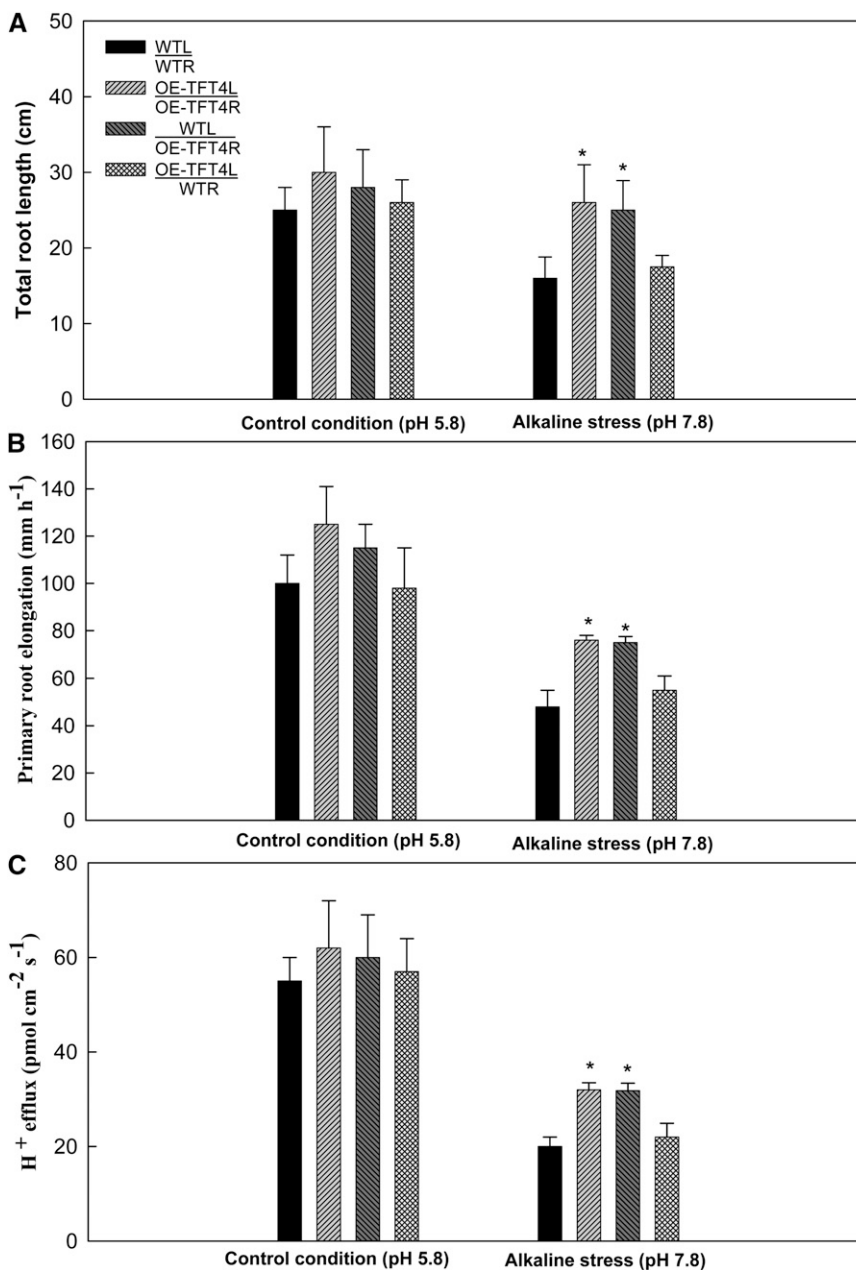 A
Total root length (cm)
50
40
30
20
10
0
WTL
WTR
OE-TFT4L
OE-TFT4R
WTL
OE-TFT4R
OE-TFT4L
WTR
* *
Control condition (pH 5.8) Alkaline stress (pH 7.8)
B
Primary root elongation (mm h⁻¹)
160
140
120
100
80
60
40
20
0
* *
Control condition (pH 5.8) Alkaline stress (pH 7.8)
C
H⁺ efflux (pmol cm⁻² s⁻¹)
80
60
40
20
0
* *
Control condition (pH 5.8) Alkaline stress (pH 7.8)